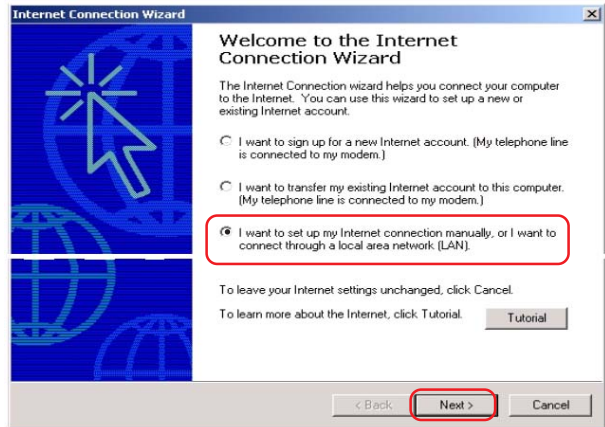 Internet Connection Wizard
Welcome to the Internet
Connection Wizard
The Internet Connection wizard helps you connect your computer
to the Internet. You can use this wizard to set up a new or
existing Internet account.
I want to sign up for a new Internet account. (My telephone line
is connected to my modem.)
I want to transfer my existing Internet account to this computer.
(My telephone line is connected to my modem.)
I want to set up my Internet connection manually, or I want to
connect through a local area network (LAN).
To leave your Internet settings unchanged, click Cancel.
To learn more about the Internet, click Tutorial.
Tutorial
< Back
Next >
Cancel